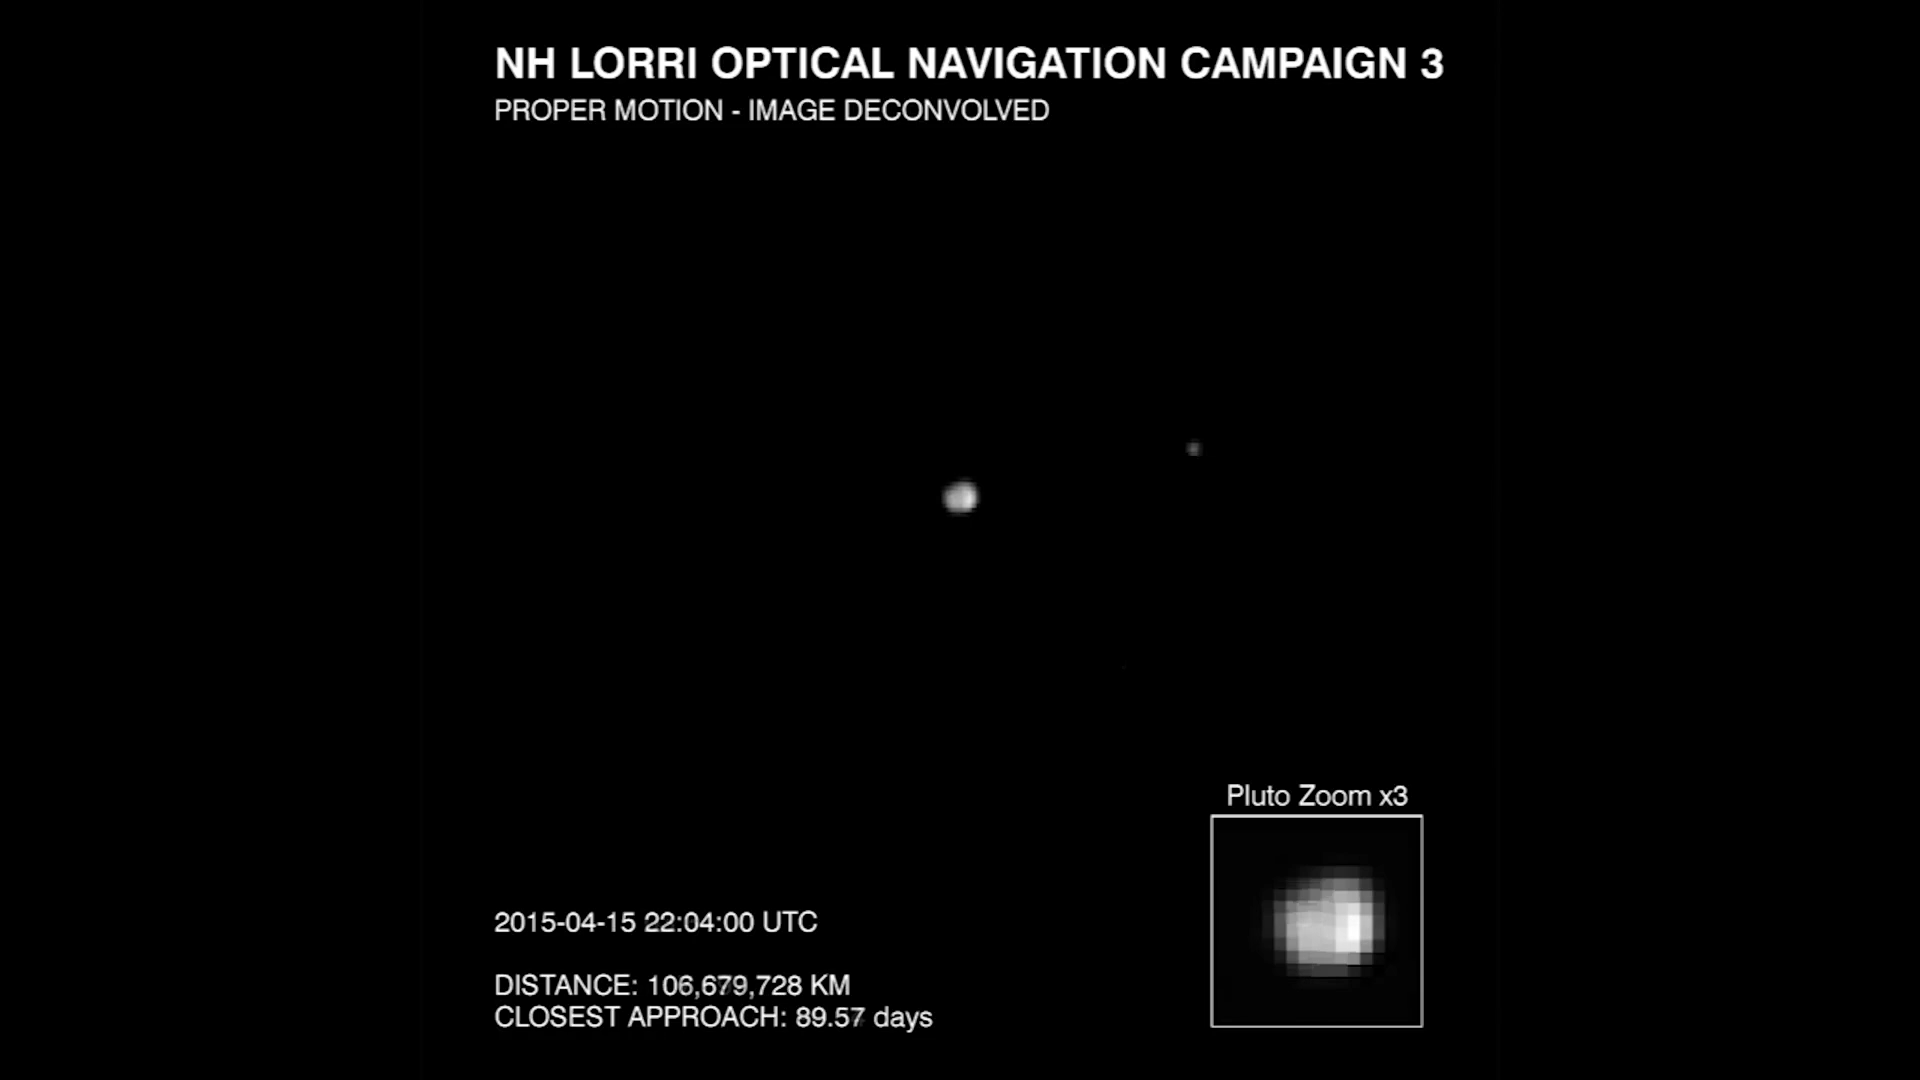 NH LORRI OPTICAL NAVIGATION CAMPAIGN 3
PROPER MOTION - IMAGE DECONVOLVED
Pluto Zoom x3
2015-04-15 22:04:00 UTC
DISTANCE: 106,679,728 KM
CLOSEST APPROACH: 89.57 days